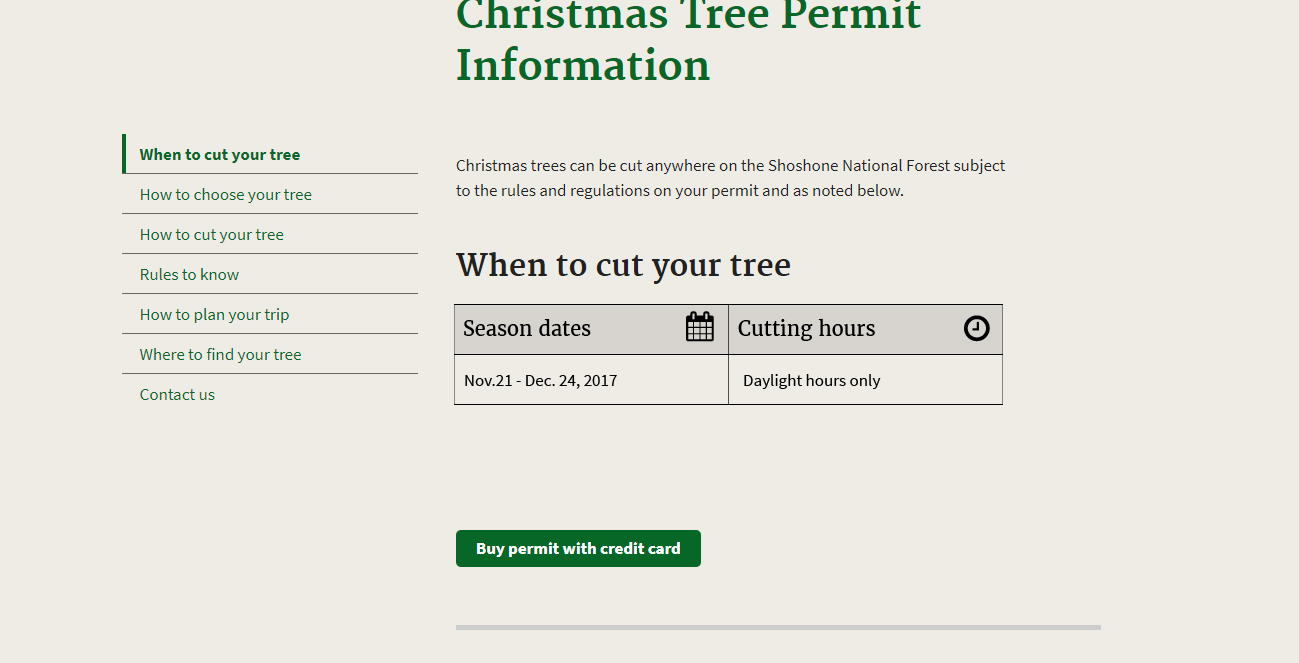 Christmas Tree Permit
Information
When to cut your tree
How to choose your tree
How to cut your tree
Rules to know
How to plan your trip
Where to find your tree
Contact us
Christmas trees can be cut anywhere on the Shoshone National Forest subject
to the rules and regulations on your permit and as noted below.
When to cut your tree
Season dates
Cutting hours
Nov.21 - Dec. 24, 2017
Daylight hours only
Buy permit with credit card